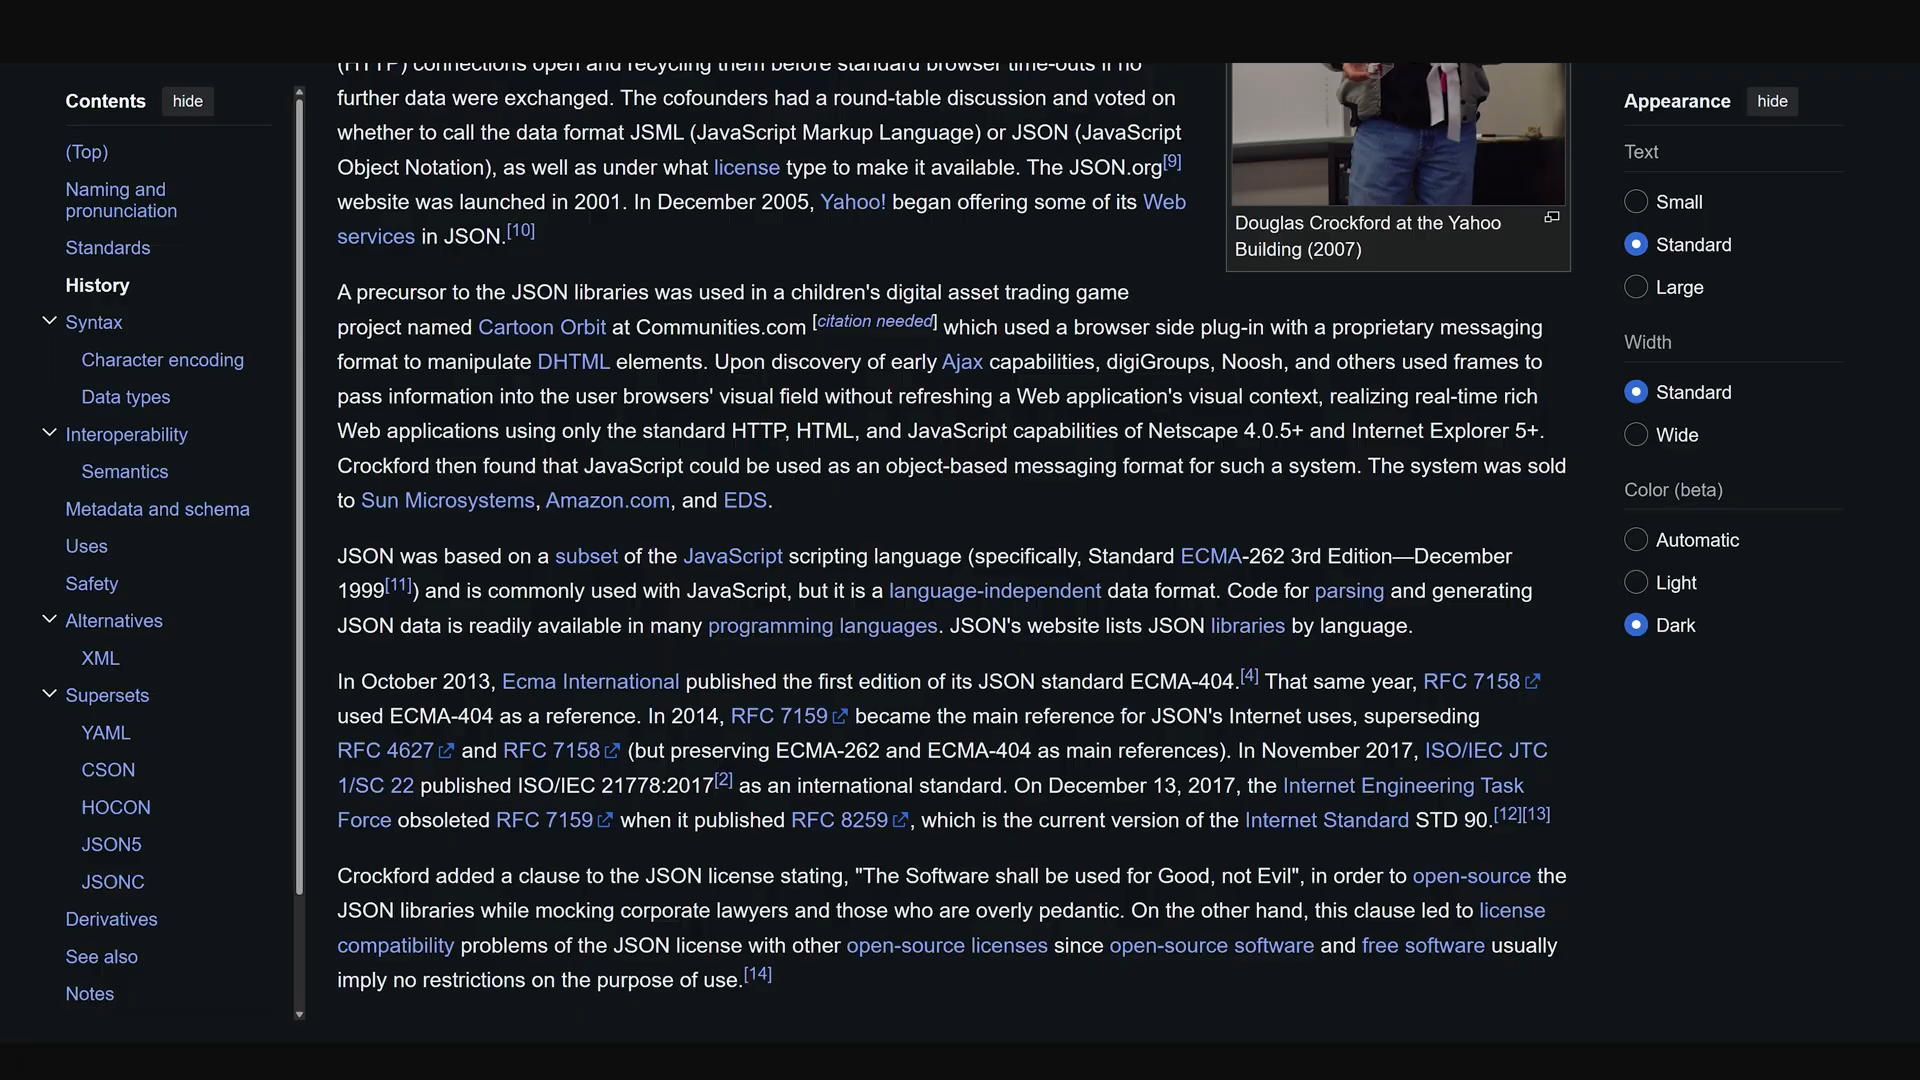 (HTTP) connections open and recycling them before standard browser time-outs if no
further data were exchanged. The cofounders had a round-table discussion and voted on
whether to call the data format JSML (JavaScript Markup Language) or JSON (JavaScript
Object Notation), as well as under what license type to make it available. The JSON.org[9]
website was launched in 2001. In December 2005, Yahoo! began offering some of its Web
services in JSON.[10]
Douglas Crockford at the Yahoo
Building (2007)
A precursor to the JSON libraries was used in a children's digital asset trading game
project named Cartoon Orbit at Communities.com [citation needed] which used a browser side plug-in with a proprietary messaging
format to manipulate DHTML elements. Upon discovery of early Ajax capabilities, digiGroups, Noosh, and others used frames to
pass information into the user browsers' visual field without refreshing a Web application's visual context, realizing real-time rich
Web applications using only the standard HTTP, HTML, and JavaScript capabilities of Netscape 4.0.5+ and Internet Explorer 5+.
Crockford then found that JavaScript could be used as an object-based messaging format for such a system. The system was sold
to Sun Microsystems, Amazon.com, and EDS.
JSON was based on a subset of the JavaScript scripting language (specifically, Standard ECMA-262 3rd Edition—December
1999[11]) and is commonly used with JavaScript, but it is a language-independent data format. Code for parsing and generating
JSON data is readily available in many programming languages. JSON's website lists JSON libraries by language.
In October 2013, Ecma International published the first edition of its JSON standard ECMA-404.[4] That same year, RFC 7158
used ECMA-404 as a reference. In 2014, RFC 7159 became the main reference for JSON's Internet uses, superseding
RFC 4627 and RFC 7158 (but preserving ECMA-262 and ECMA-404 as main references). In November 2017, ISO/IEC JTC
1/SC 22 published ISO/IEC 21778:2017[2] as an international standard. On December 13, 2017, the Internet Engineering Task
Force obsoleted RFC 7159 when it published RFC 8259, which is the current version of the Internet Standard STD 90.[12][13]
Crockford added a clause to the JSON license stating, "The Software shall be used for Good, not Evil", in order to open-source the
JSON libraries while mocking corporate lawyers and those who are overly pedantic. On the other hand, this clause led to license
compatibility problems of the JSON license with other open-source licenses since open-source software and free software usually
imply no restrictions on the purpose of use.[14]
Contents hide
(Top)
Naming and
pronunciation
Standards
History
Syntax
Character encoding
Data types
Interoperability
Semantics
Metadata and schema
Uses
Safety
Alternatives
XML
Supersets
YAML
CSON
HOCON
JSON5
JSONC
Derivatives
See also
Notes
Appearance hide
Text
Small
Standard
Large
Width
Standard
Wide
Color (beta)
Automatic
Light
Dark